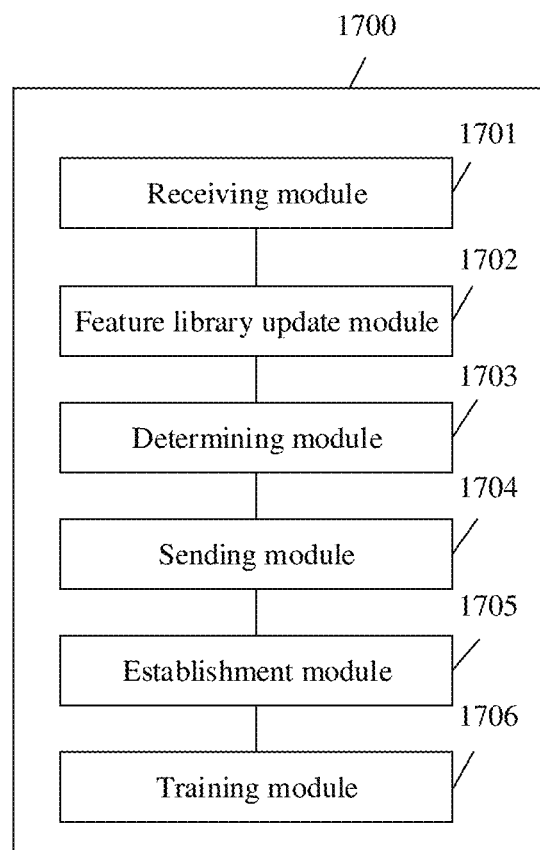 1700
1701
Receiving module
1702
Feature library update module
1703
Determining module
1704
Sending module
1705
Establishment module
1706
Training module